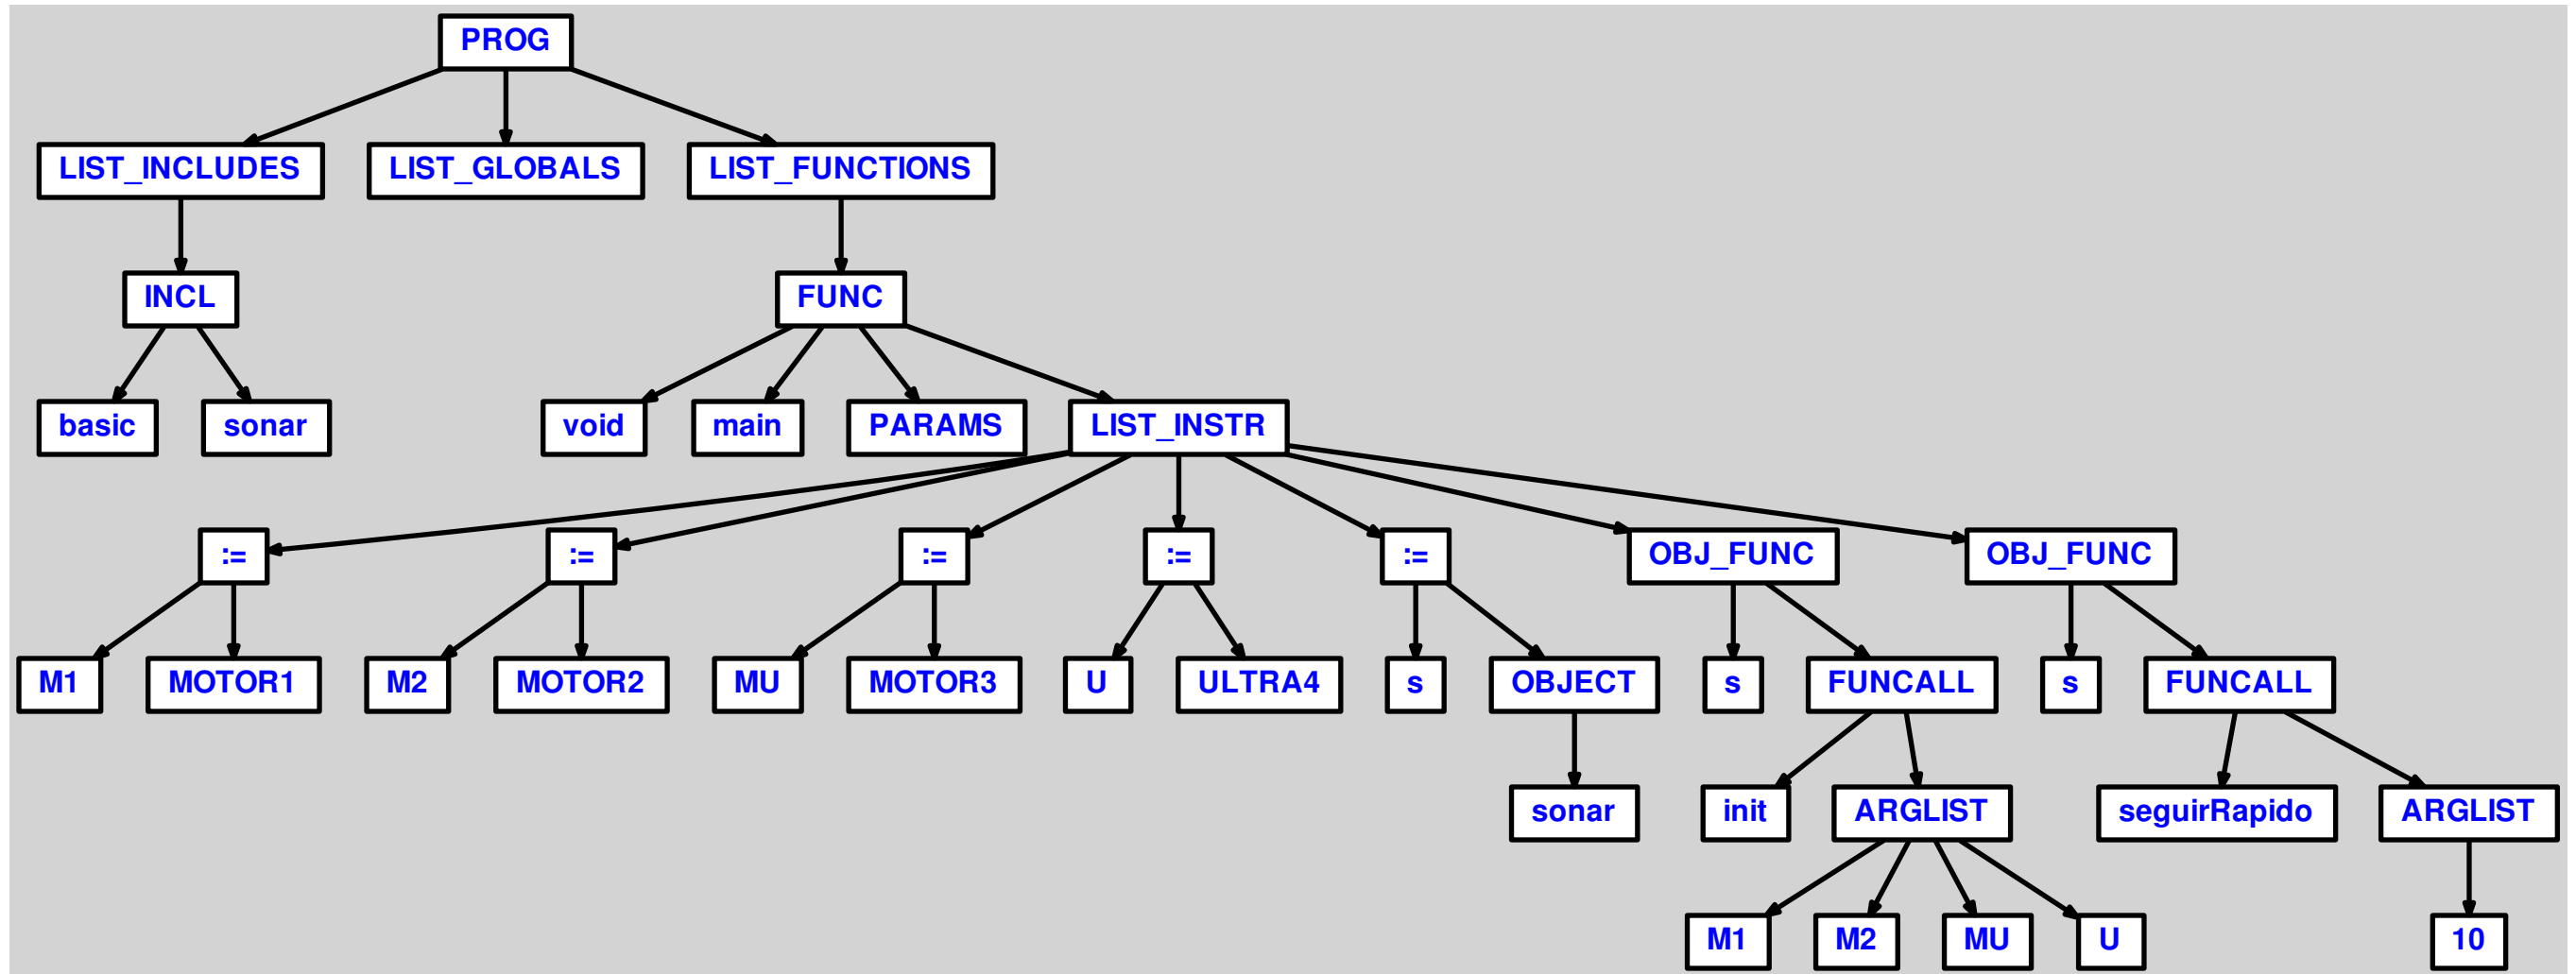 PROG
LIST_INCLUDES LIST_GLOBALS LIST_FUNCTIONS
INCL FUNC
basic sonar void main PARAMS LIST_INSTR
:= := := := := OBJ_FUNC OBJ_FUNC
M1 MOTOR1 M2 MOTOR2 MU MOTOR3 U ULTRA4 s OBJECT s FUNCALL s FUNCALL
sonar init ARGLIST seguirRapido ARGLIST
M1 M2 MU U 10